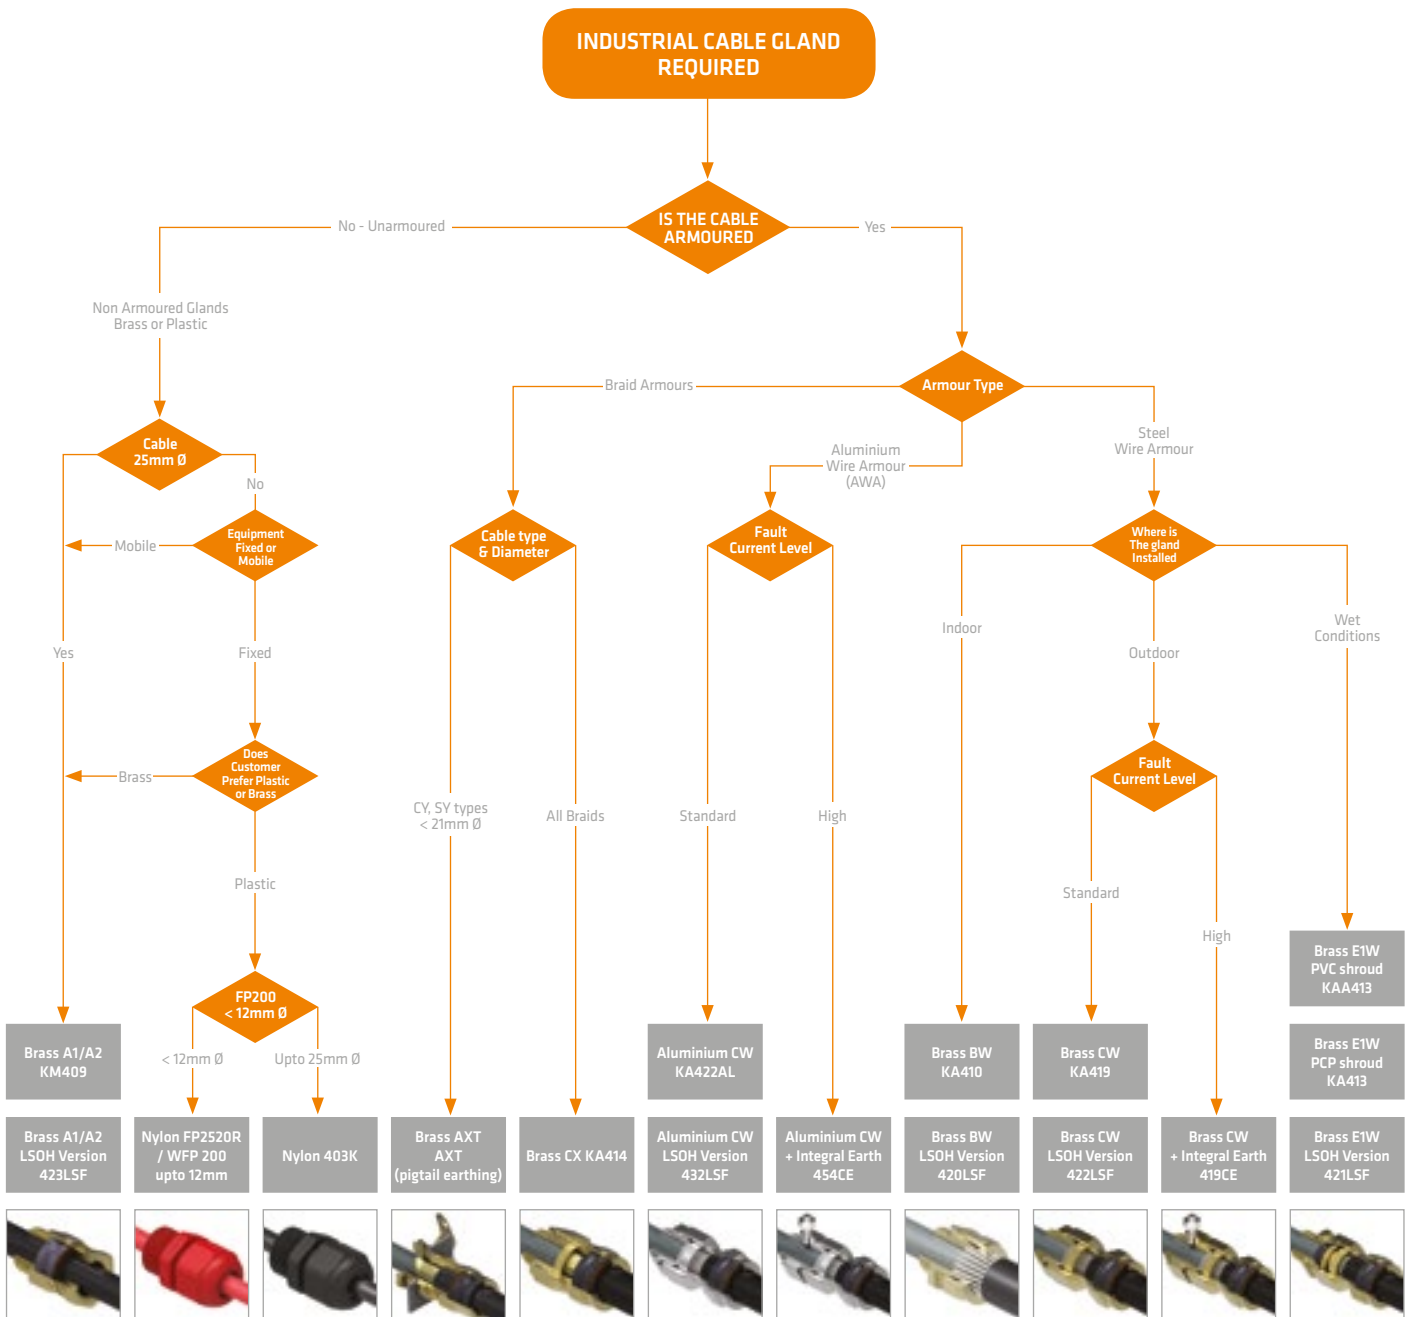 INDUSTRIAL CABLE GLAND
REQUIRED
IS THE CABLE
ARMOURED
No - Unarmoured
Yes
Non Armoured Glands
Brass or Plastic
Armour Type
Braid Armours
Aluminium
Wire Armour
(AWA)
Steel
Wire Armour
Cable
25mm Ø
No
Equipment
Fixed or
Mobile
Mobile
Yes
Fixed
Does
Customer
Prefer Plastic
or Brass
Brass
Plastic
FP200
< 12mm Ø
< 12mm Ø
Upto 25mm Ø
Cable type
& Diameter
CY, SY types
< 21mm Ø
All Braids
Fault
Current Level
Standard
High
Where is
The gland
Installed
Indoor
Outdoor
Wet
Conditions
Fault
Current Level
Standard
High
Brass E1W
PVC shroud
KAA413
Brass A1/A2
KM409
Aluminium CW
KA422AL
Brass BW
KA410
Brass CW
KA419
Brass E1W
PCP shroud
KA413
Brass A1/A2
LSOH Version
423LSF
Nylon FP2520R
/ WFP 200
upto 12mm
Nylon 403K
Brass AXT
AXT
(pigtail earthing)
Brass CX KA414
Aluminium CW
LSOH Version
432LSF
Aluminium CW
+ Integral Earth
454CE
Brass BW
LSOH Version
420LSF
Brass CW
LSOH Version
422LSF
Brass CW
+ Integral Earth
419CE
Brass E1W
LSOH Version
421LSF